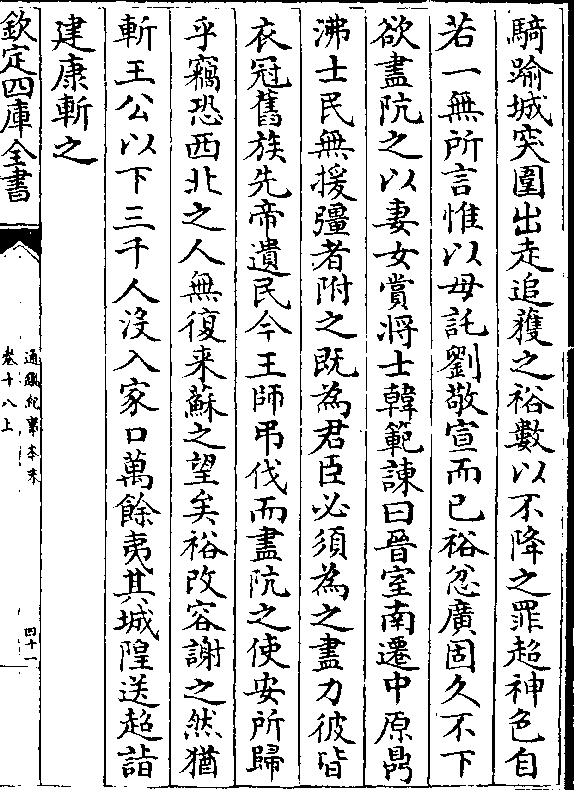 騎踰城突圍出走追獲之裕數以不降之罪超神色自
若一無所言惟以母託劉敬宣而已裕忿廣固久不下
欲盡阬之以妻女賞將士韓範諫曰晉室南遷中原鼎
沸士民無援彊者附之既為君臣必須為之盡力彼皆
衣冠舊族先帝遺民今王師弔伐而盡阬之使安所歸
乎竊恐西北之人無復来蘇之望矣裕改容謝之然猶
斬王公以下三千人没入家口萬餘夷其城隍送超詣
建康斬之
欽定四庫全書
通鑑紀事本末
卷十八上
四十一